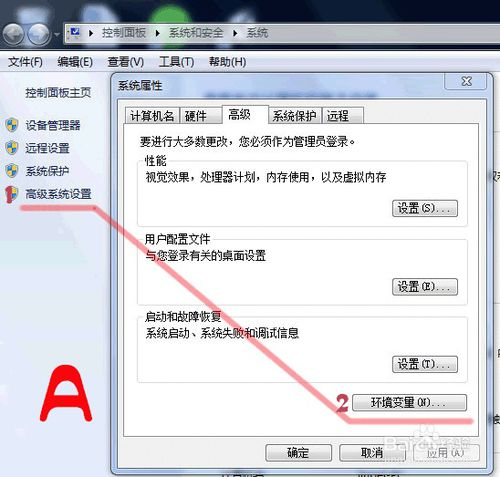 控制面板 系统和安全 系统
文件(F) 编辑(E) 查看(V) 工具(T) 帮助(H)
控制面板主页
设备管理器
远程设置
系统保护
1 高级系统设置
A
系统属性
计算机名 硬件 高级 系统保护 远程
要进行大多数更改，您必须作为管理员登录。
性能
视觉效果，处理器计划，内存使用，以及虚拟内存
设置(S)...
用户配置文件
与您登录有关的桌面设置
设置(E)...
启动和故障恢复
系统启动、系统失败和调试信息
设置(T)...
2 环境变量(N)...
确定 取消 应用(A)
Baidu经验